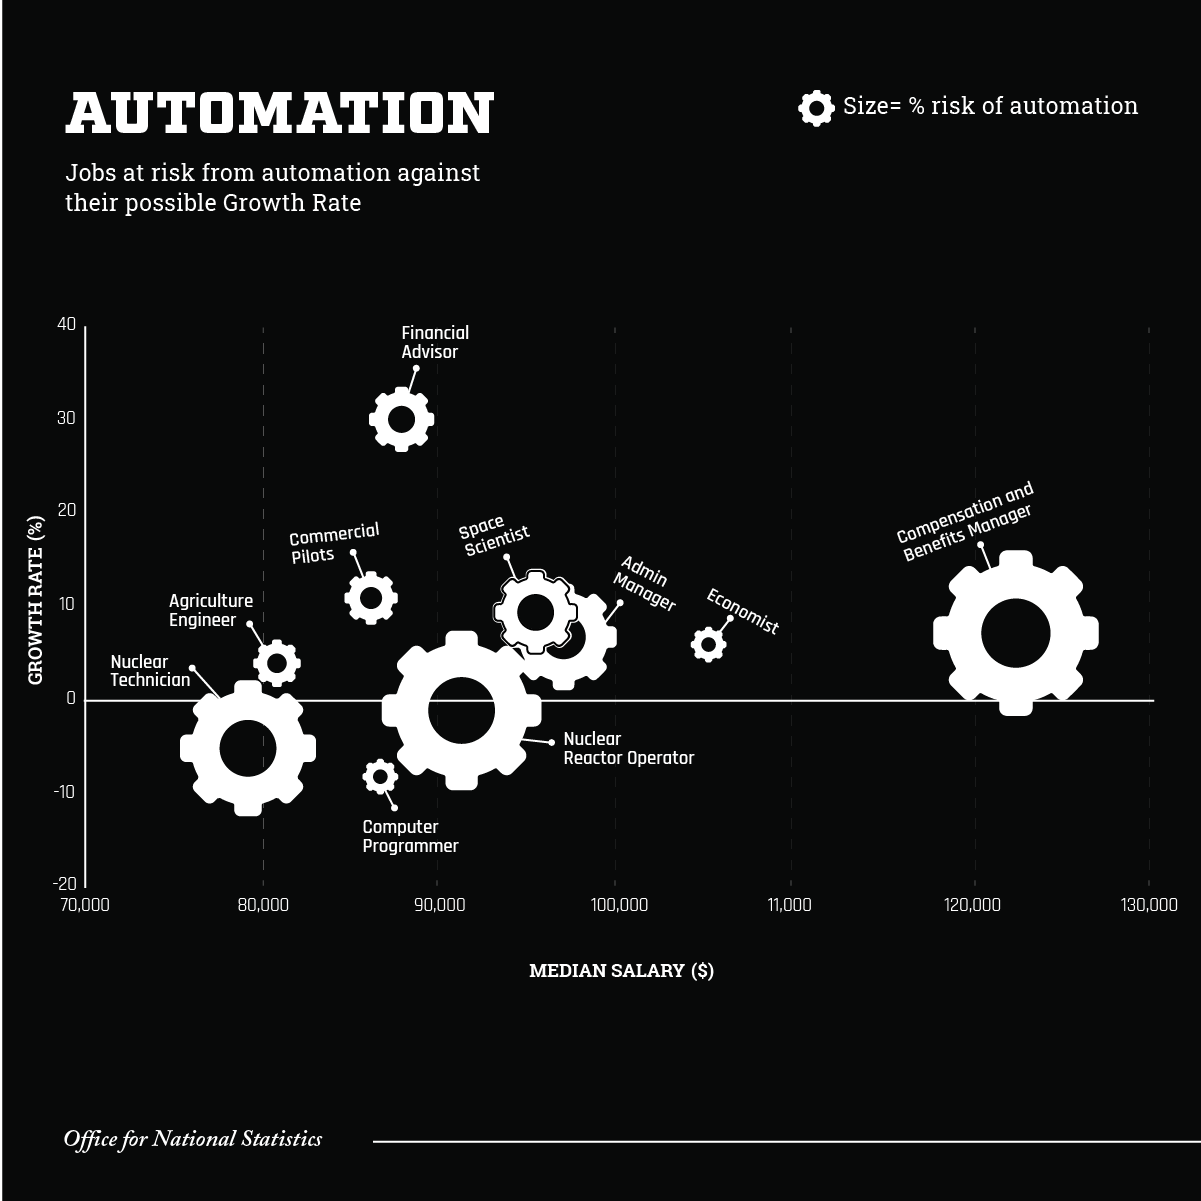 AUTOMATION
Size= % risk of automation
Jobs at risk from automation against
their possible Growth Rate
40
30
20
10
0
-10
-20
GROWTH RATE (%)
Financial
Advisor
Commercial
Pilots
Space
Scientist
Admin
Manager
Economist
Compensation and
Benefits Manager
Agriculture
Engineer
Nuclear
Technician
Nuclear
Reactor Operator
Computer
Programmer
70,000
80,000
90,000
100,000
11,000
120,000
130,000
MEDIAN SALARY ($)
Office for National Statistics